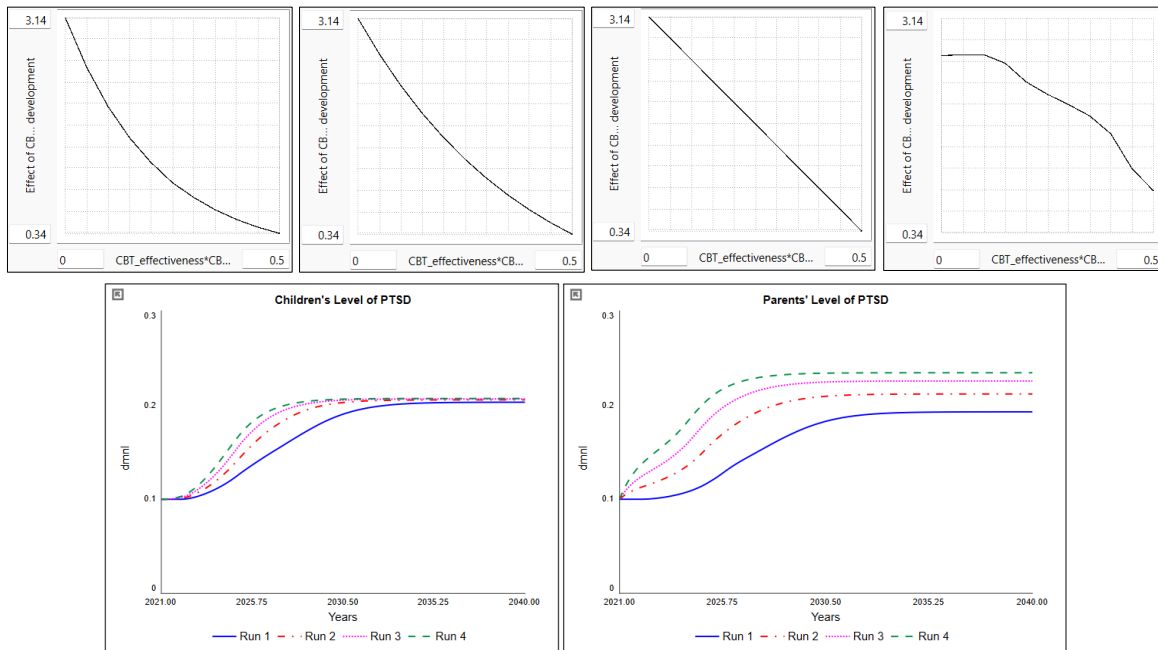 3.14
Effect of CB... development
0.34
0
CBT_effectiveness*CB...
0.5
3.14
Effect of CB... development
0.34
0
CBT_effectiveness*CB...
0.5
3.14
Effect of CB... development
0.34
0
CBT_effectiveness*CB...
0.5
3.14
Effect of CB... development
0.34
0
CBT_effectiveness*CB...
0.5
Children's Level of PTSD
0.3
0.2
dmnl
0.1
0
2021.00 2025.75 2030.50 2035.25 2040.00
Years
Run 1 Run 2 Run 3 Run 4
Parents' Level of PTSD
0.3
0.2
dmnl
0.1
0
2021.00 2025.75 2030.50 2035.25 2040.00
Years
Run 1 Run 2 Run 3 Run 4